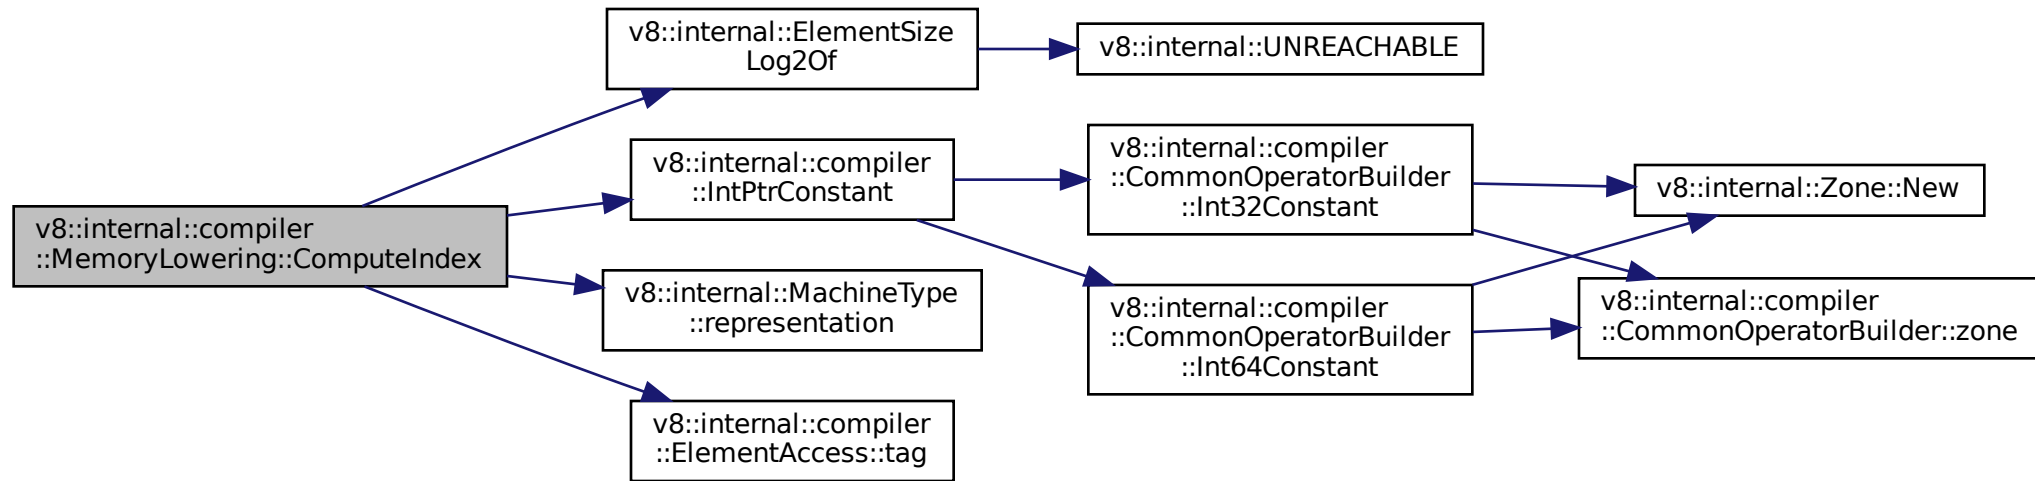 v8::internal::compiler
::MemoryLowering::ComputeIndex
v8::internal::ElementSize
Log2Of
v8::internal::UNREACHABLE
v8::internal::compiler
::IntPtrConstant
v8::internal::compiler
::CommonOperatorBuilder
::Int32Constant
v8::internal::Zone::New
v8::internal::compiler
::CommonOperatorBuilder::zone
v8::internal::compiler
::CommonOperatorBuilder
::Int64Constant
v8::internal::MachineType
::representation
v8::internal::compiler
::ElementAccess::tag